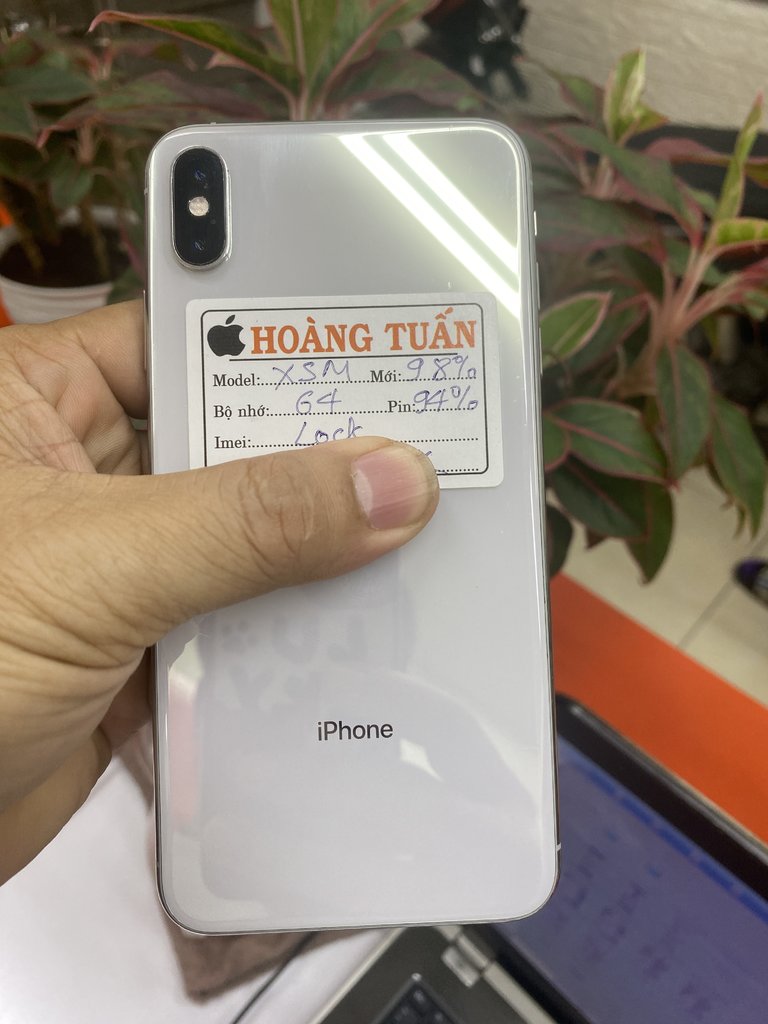 HOÀNG TUẤN
Model:...XSM...Mới:98%
Bộ nhớ:...64...Pin:94%
Imei:...Lock...
iPhone